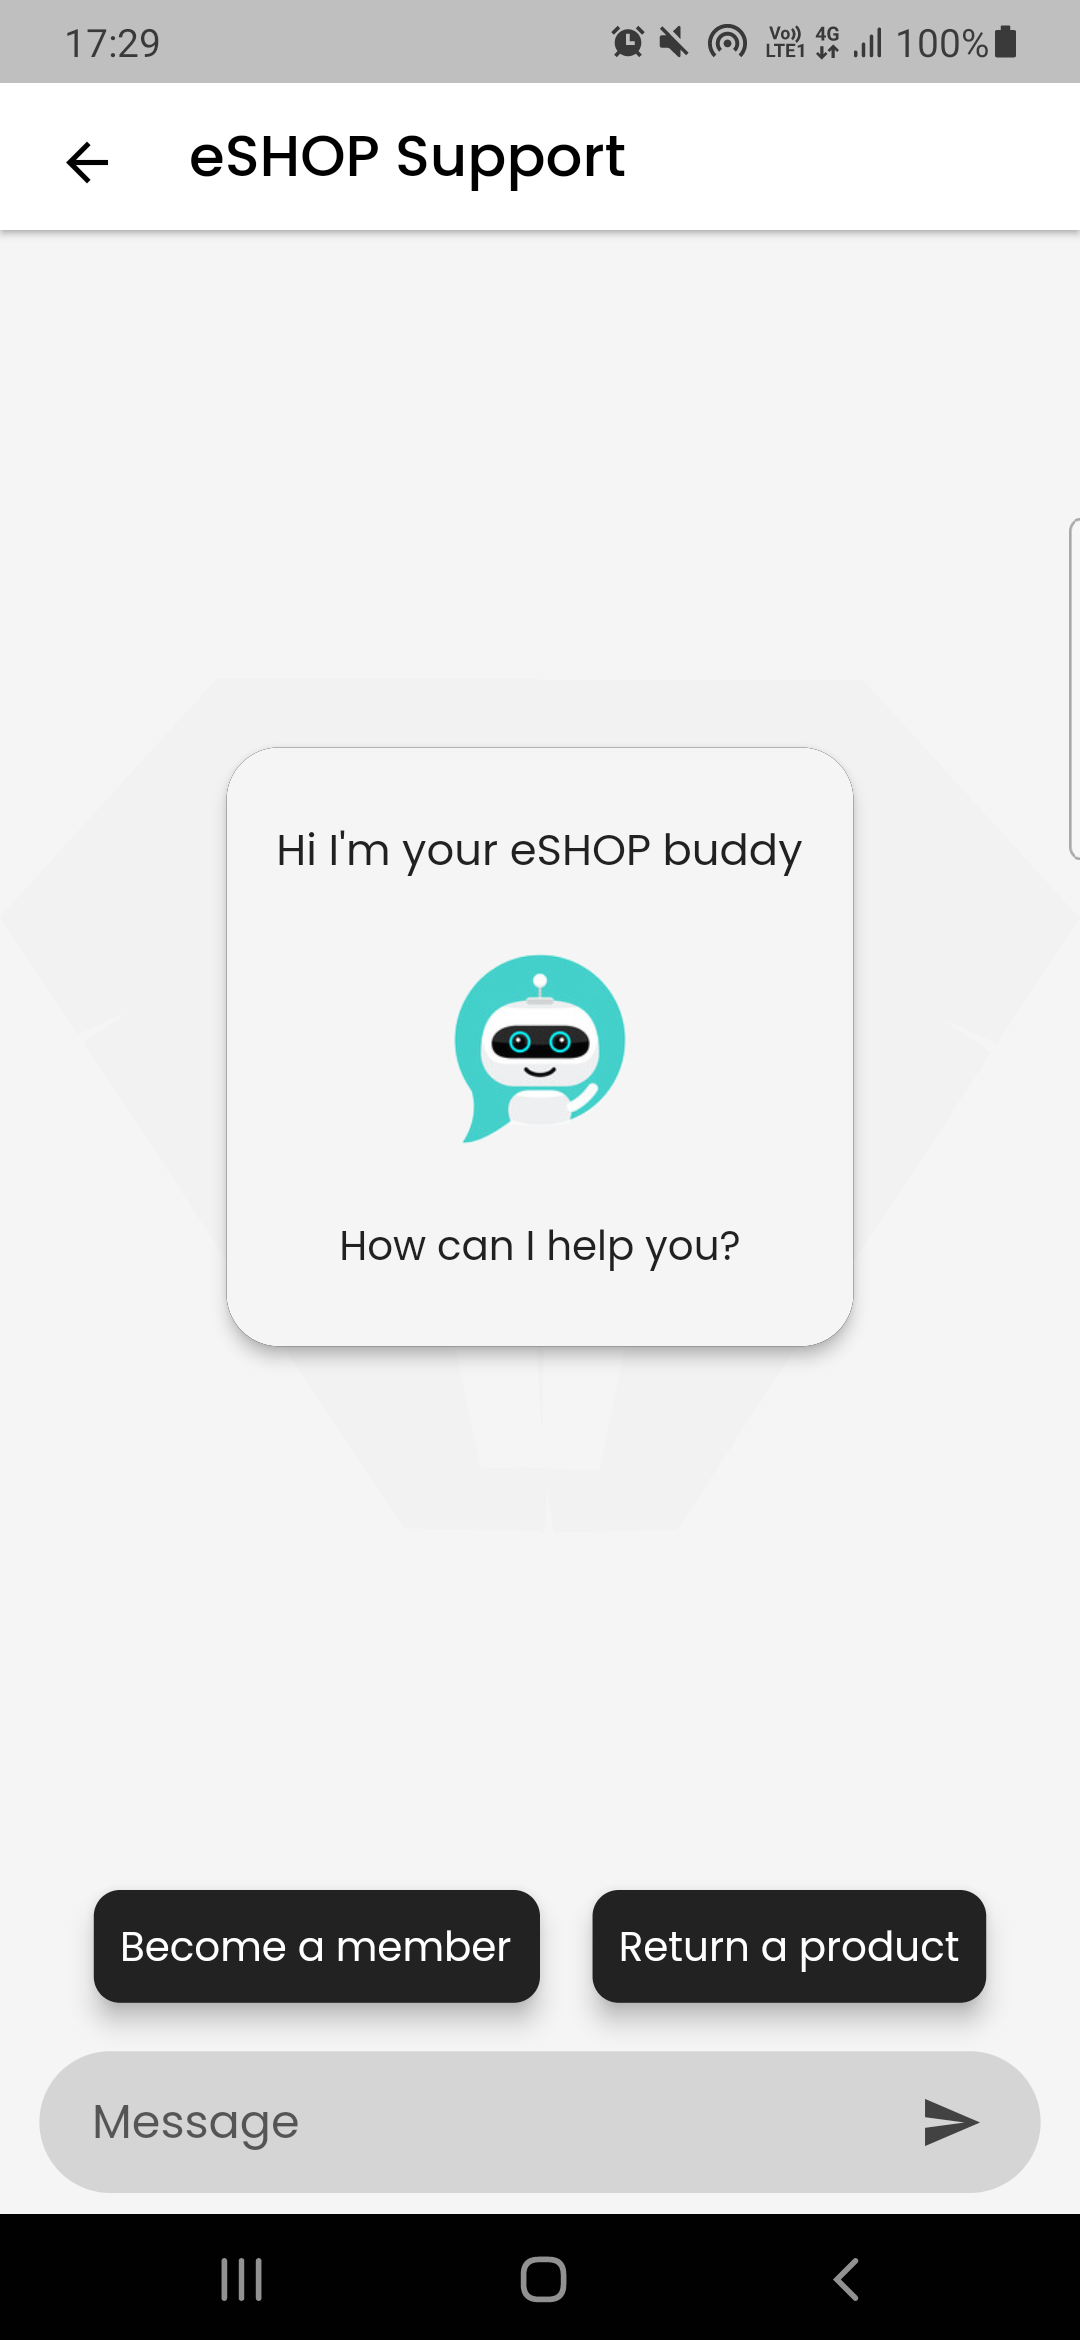 17:29
Vo)) LTE1 4G 100%
eSHOP Support
Hi I'm your eSHOP buddy
How can I help you?
Become a member
Return a product
Message